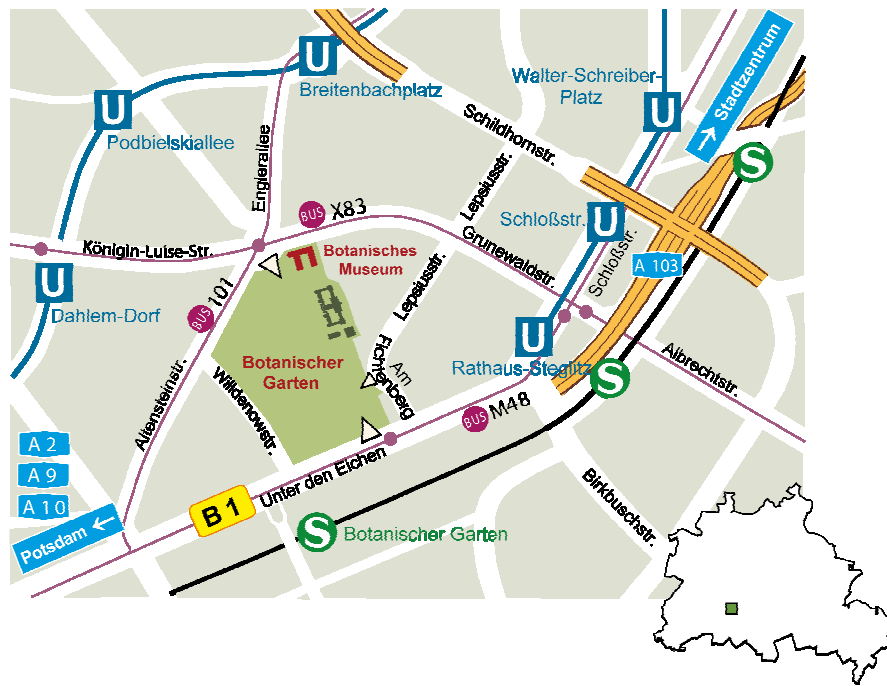 U
Breitenbachplatz
U
Podbielskiallee
Walter-Schreiber-
Platz
U
Stadtzentrum
Schildhornstr.
S
Englerallee
Lepsiusstr.
BUS X83
Schloßstr.
U
Königin-Luise-Str.
Botanisches
Museum
Grunewaldstr.
Schloßstr.
A 103
U
Dahlem-Dorf
BUS 101
Lepsiusstr.
U
Rathaus-Steglitz
S
Albrechtstr.
Botanischer
Garten
Am
Fichtenberg
Altensteinstr.
Willdenowstr.
BUS M48
A 2
A 9
A 10
Unter den Eichen
B 1
Birkbuschstr.
Potsdam
S
Botanischer Garten